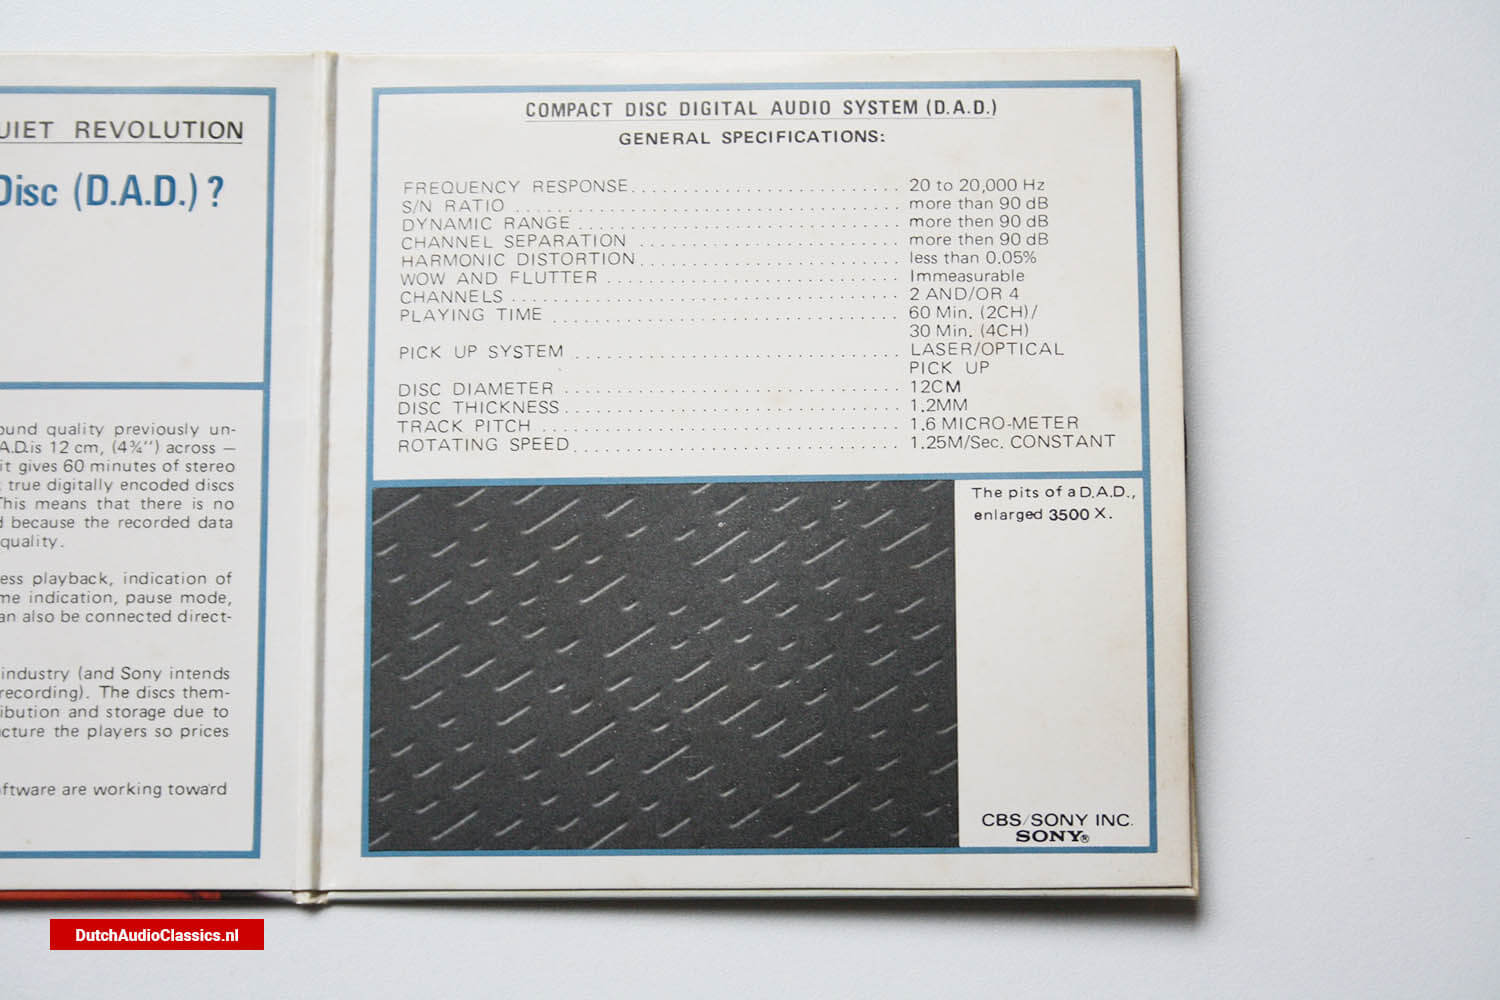 UIET REVOLUTION
Disc (D.A.D.) ?
ound quality previously un-
A.D.is 12 cm, (4¾") across –
it gives 60 minutes of stereo
true digitally encoded discs
This means that there is no
because the recorded data
quality.
ess playback, indication of
me indication, pause mode,
an also be connected direct-
industry (and Sony intends
recording). The discs them-
ibution and storage due to
cture the players so prices
oftware are working toward
COMPACT DISC DIGITAL AUDIO SYSTEM (D.A.D.)
GENERAL SPECIFICATIONS:
FREQUENCY RESPONSE........................ 20 to 20,000 Hz
S/N RATIO ........................ more than 90 dB
DYNAMIC RANGE ........................ more then 90 dB
CHANNEL SEPARATION ........................ more then 90 dB
HARMONIC DISTORTION........................ less than 0.05%
WOW AND FLUTTER ........................ Immeasurable
CHANNELS ........................ 2 AND/OR 4
PLAYING TIME ........................ 60 Min. (2CH)/
30 Min. (4CH)
PICK UP SYSTEM ........................ LASER/OPTICAL
PICK UP
DISC DIAMETER ........................ 12CM
DISC THICKNESS........................ 1.2MM
TRACK PITCH ........................ 1.6 MICRO-METER
ROTATING SPEED ........................ 1.25M/Sec. CONSTANT
The pits of a D.A.D.,
enlarged 3500 X.
CBS/SONY INC.
SONY®
DutchAudioClassics.nl